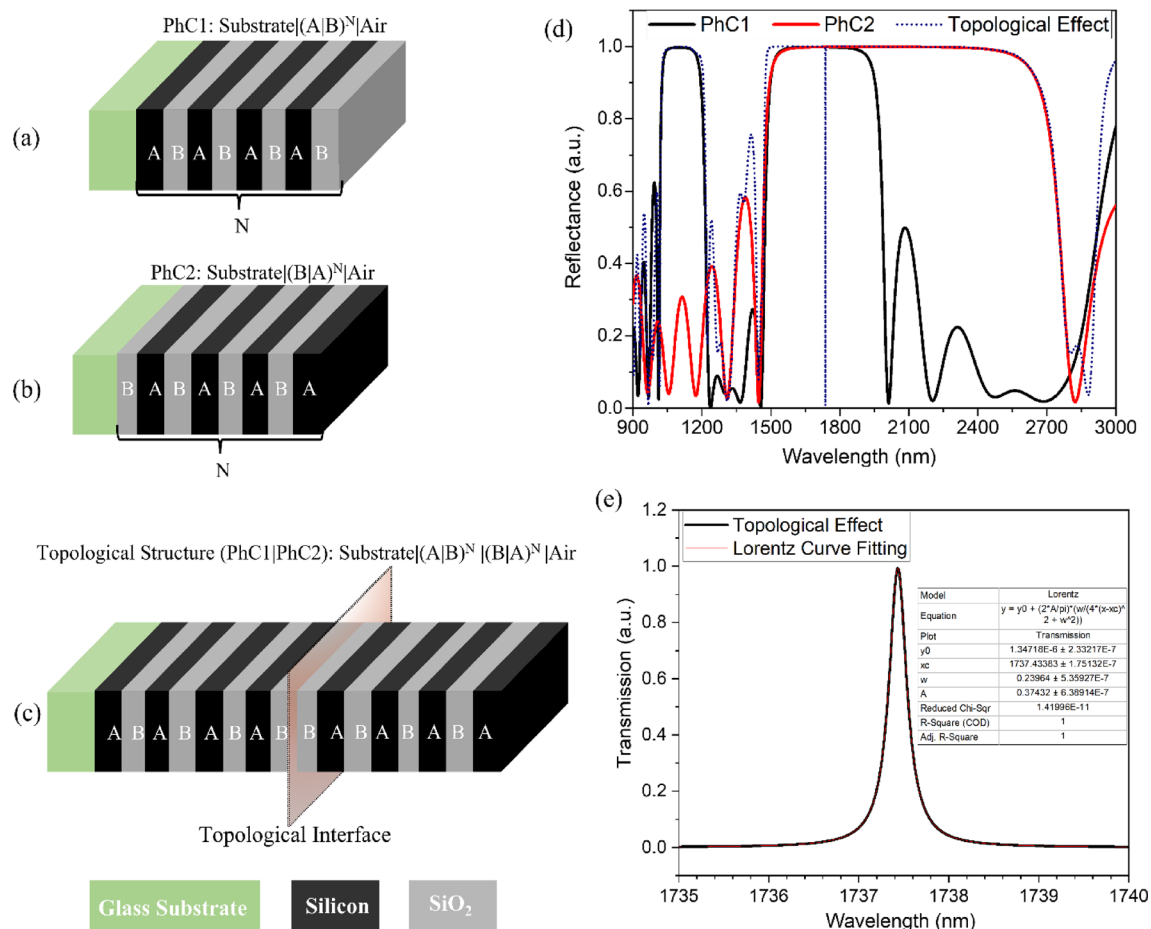 PhC1: Substrate|(A|B)^N|Air
(a)
A B A B A B A B
N
PhC2: Substrate|(B|A)^N|Air
(b)
B A B A B A B A
N
Topological Structure (PhC1|PhC2): Substrate|(A|B)^N|(B|A)^N|Air
(c)
A B A B A B A B B A B A B A B A
Topological Interface
Glass Substrate Silicon SiO₂
(d)
PhC1 PhC2 Topological Effect
Reflectance (a.u.)
1.0
0.8
0.6
0.4
0.2
0.0
900 1200 1500 1800 2100 2400 2700 3000
Wavelength (nm)
(e)
Topological Effect
Lorentz Curve Fitting
Transmission (a.u.)
1.2
1.0
0.8
0.6
0.4
0.2
0.0
Model Lorentz
Equation y = y0 + (2*A/pi)*(w/(4*(x-xc)^
2 + w^2))
Plot Transmission
y0 1.34718E-6 ± 2.33217E-7
xc 1737.43383 ± 1.75132E-7
w 0.23964 ± 5.35927E-7
A 0.37432 ± 6.38914E-7
Reduced Chi-Sqr 1.41996E-11
R-Square (COD) 1
Adj. R-Square 1
1735 1736 1737 1738 1739 1740
Wavelength (nm)